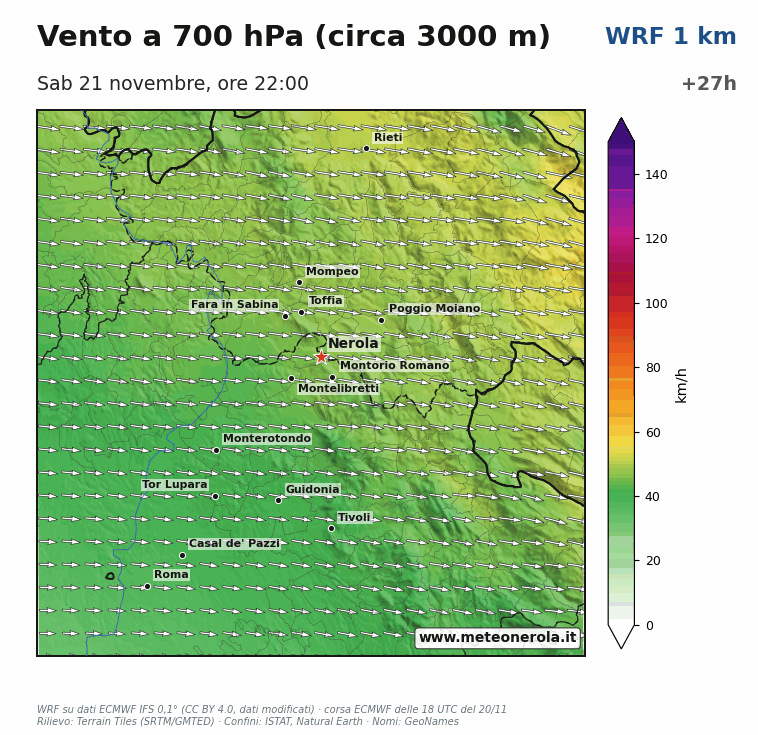 Vento a 700 hPa (circa 3000 m)
WRF 1 km
Sab 21 novembre, ore 22:00
+27h
Rieti
Mompeo
Toffia
Fara in Sabina
Poggio Moiano
Nerola
Montorio Romano
Montelibretti
Monterotondo
Tor Lupara
Guidonia
Tivoli
Casal de' Pazzi
Roma
www.meteonerola.it
140
120
100
80
60
40
20
0
km/h
WRF su dati ECMWF IFS 0,1° (CC BY 4.0, dati modificati) · corsa ECMWF delle 18 UTC del 20/11
Rilievo: Terrain Tiles (SRTM/GMTED) · Confini: ISTAT, Natural Earth · Nomi: GeoNames